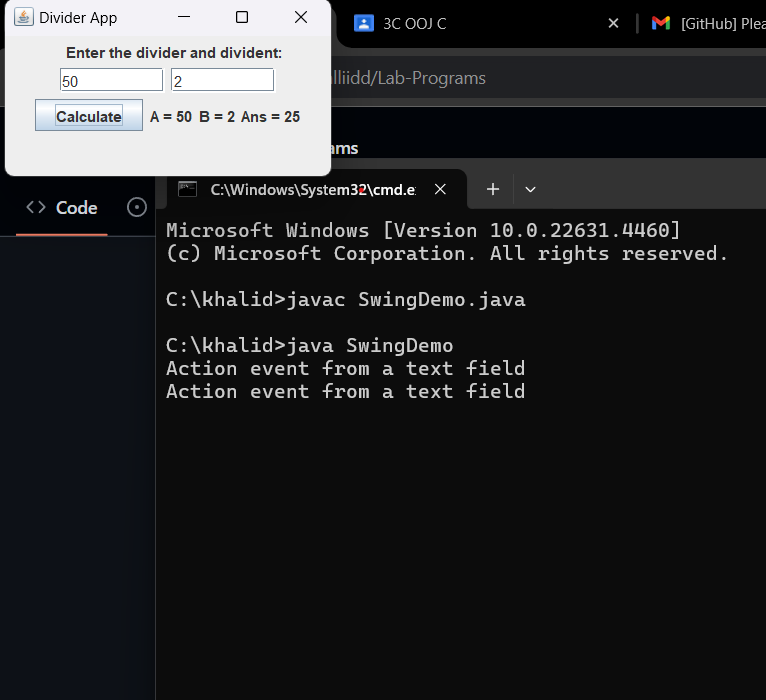 Divider App
3C OOJ C
[GitHub] Plea
Enter the divider and divident:
50 2
lliidd/Lab-Programs
Calculate A = 50 B = 2 Ans = 25
ams
C:\Windows\System32\cmd.e
Code
Microsoft Windows [Version 10.0.22631.4460]
(c) Microsoft Corporation. All rights reserved.
C:\khalid>javac SwingDemo.java
C:\khalid>java SwingDemo
Action event from a text field
Action event from a text field